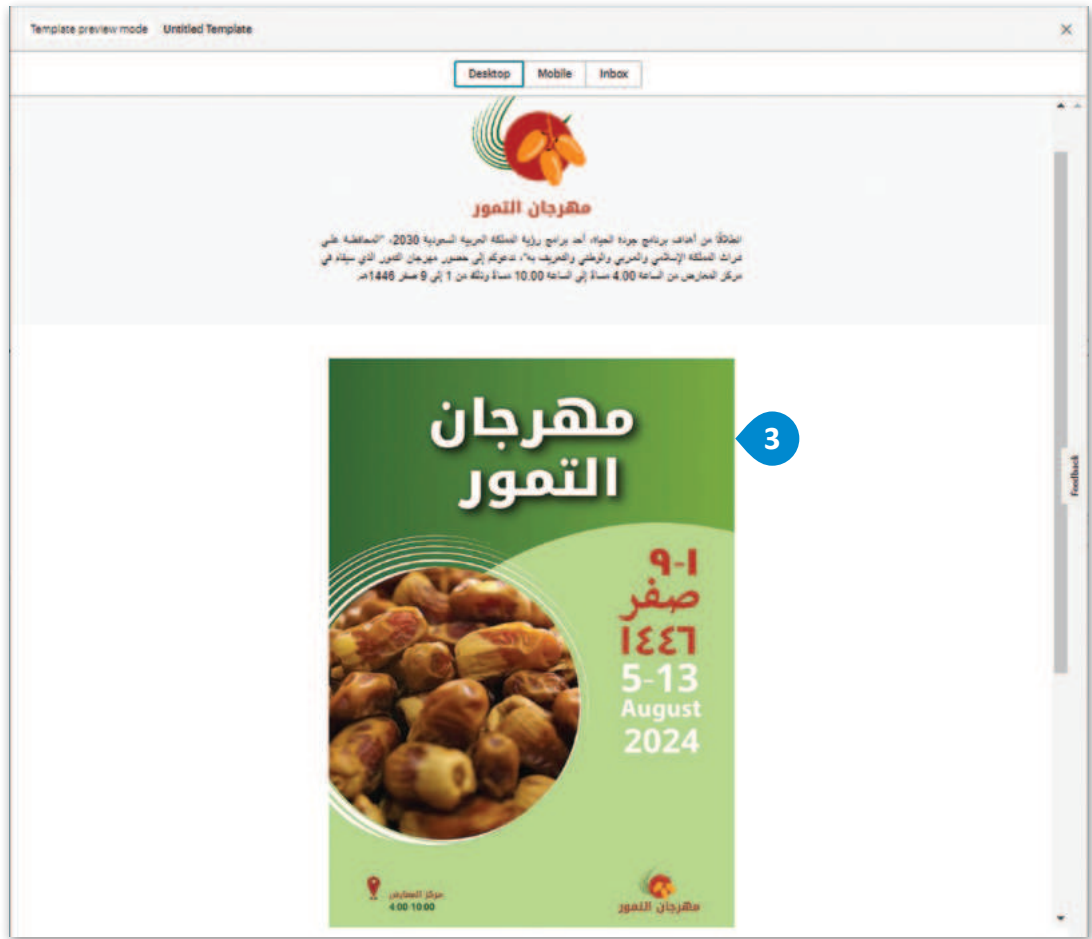 Template preview mode Untitled Template
Desktop Mobile Inbox
مهرجان التمور
انطلاقًا من أهداف برنامج جودة الحياة، أحد برامج رؤية المملكة العربية السعودية 2030، "المحافظة على
تراث المملكة الإسلامي والعربي والوطني والتعريف به"، ندعوكم إلى حضور مهرجان التمور الذي سيقام في
مركز المعارض من الساعة 4.00 مساءً إلى الساعة 10.00 مساءً وذلك من 1 إلى 9 صفر 1446هـ.
مهرجان
التمور
3
Feedback
١-٩
صفر
١٤٤٦
5-13
August
2024
مركز المعارض
4:00-10:00
مهرجان التمور